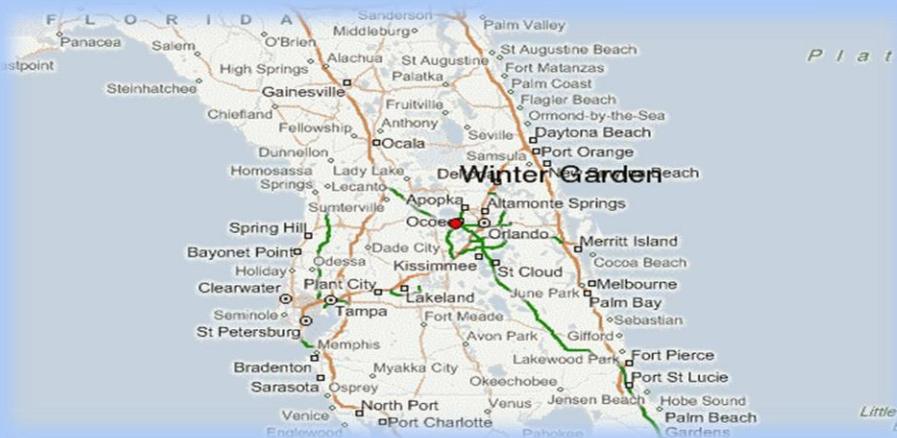 FLORIDA
Sanderson
Palm Valley
Middleburg
Panacea
Salem
O'Brien
St Augustine Beach
Alachua
St Augustine
Plat
astpoint
High Springs
Fort Matanzas
Palatka
Steinhatchee
Gainesville
Palm Coast
Flagler Beach
Fruitville
Chiefland
Ormond-by-the-Sea
Fellowship
Anthony
Seville
Daytona Beach
Ocala
Dunnellon
Samsula
Port Orange
Homosassa
Springs
Lady Lake
Winter Garden
Beach
Lecanto
Apopka
Altamonte Springs
Sumterville
Spring Hill
Ocoee
Orlando
Merritt Island
Bayonet Point
Dade City
Odessa
Cocoa Beach
Holiday
Kissimmee
St Cloud
Clearwater
Plant City
Melbourne
Lakeland
June Park
Palm Bay
Seminole
Tampa
Fort Meade
Sebastian
St Petersburg
Avon Park
Gifford
Memphis
Lakewood Park
Fort Pierce
Bradenton
Myakka City
Port St Lucie
Sarasota
Osprey
Okeechobee
Jensen Beach
Hobe Sound
Venice
North Port
Venus
Palm Beach
Gardens
Little
Port Charlotte
Englewood
Pahokee